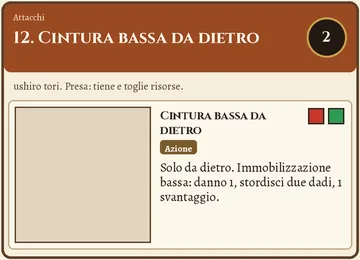 Attacchi
12. Cintura bassa da dietro
2
ushiro tori. Presa: tiene e toglie risorse.
Cintura bassa da
dietro
Azione
Solo da dietro. Immobilizzazione
bassa: danno 1, stordisci due dadi, 1
svantaggio.